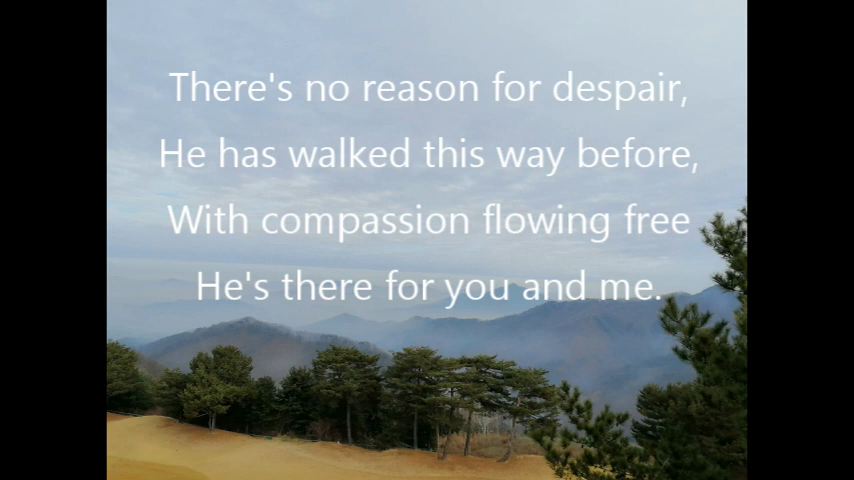 There's no reason for despair,
He has walked this way before,
With compassion flowing free
He's there for you and me.